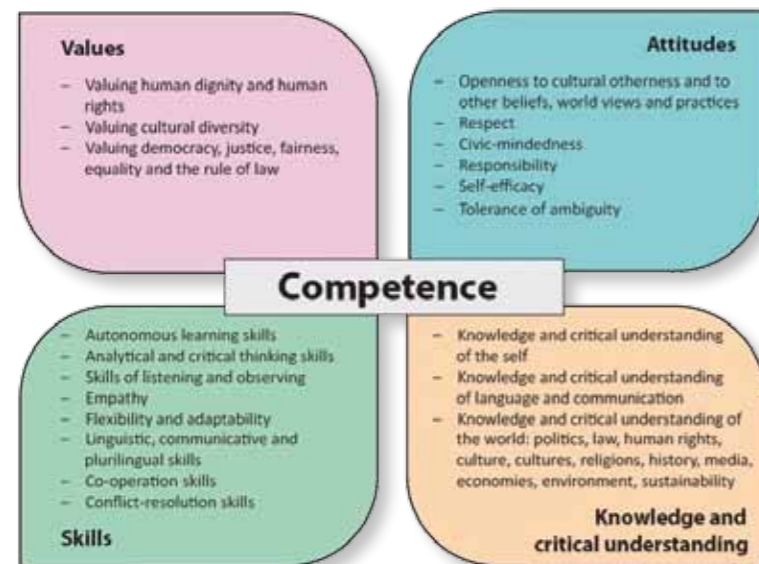 Values
– Valuing human dignity and human
rights
– Valuing cultural diversity
– Valuing democracy, justice, fairness,
equality and the rule of law
Attitudes
– Openness to cultural otherness and to
other beliefs, world views and practices
– Respect
– Civic-mindedness
– Responsibility
– Self-efficacy
– Tolerance of ambiguity
Competence
– Autonomous learning skills
– Analytical and critical thinking skills
– Skills of listening and observing
– Empathy
– Flexibility and adaptability
– Linguistic, communicative and
plurilingual skills
– Co-operation skills
– Conflict-resolution skills
Skills
– Knowledge and critical understanding
of the self
– Knowledge and critical understanding
of language and communication
– Knowledge and critical understanding of
the world: politics, law, human rights,
culture, cultures, religions, history, media,
economies, environment, sustainability
Knowledge and
critical understanding